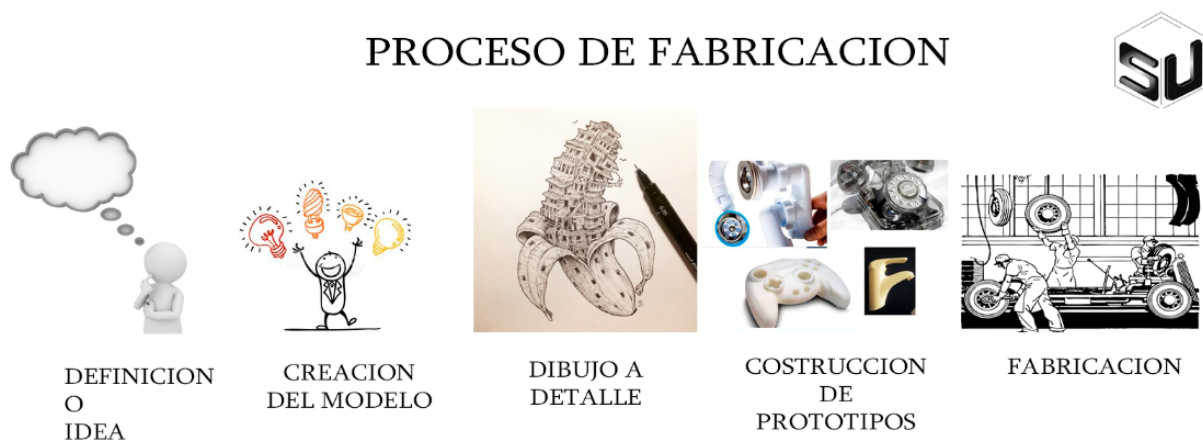 PROCESO DE FABRICACION
SU
DEFINICION
O
IDEA
CREACION
DEL MODELO
DIBUJO A
DETALLE
COSTRUCCION
DE
PROTOTIPOS
FABRICACION